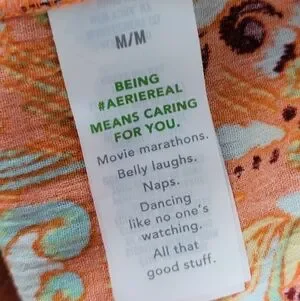 M/M
BEING
#AERIEREAL
MEANS CARING
FOR YOU.
Movie marathons.
Belly laughs.
Naps.
Dancing
like no one's
watching.
All that
good stuff.